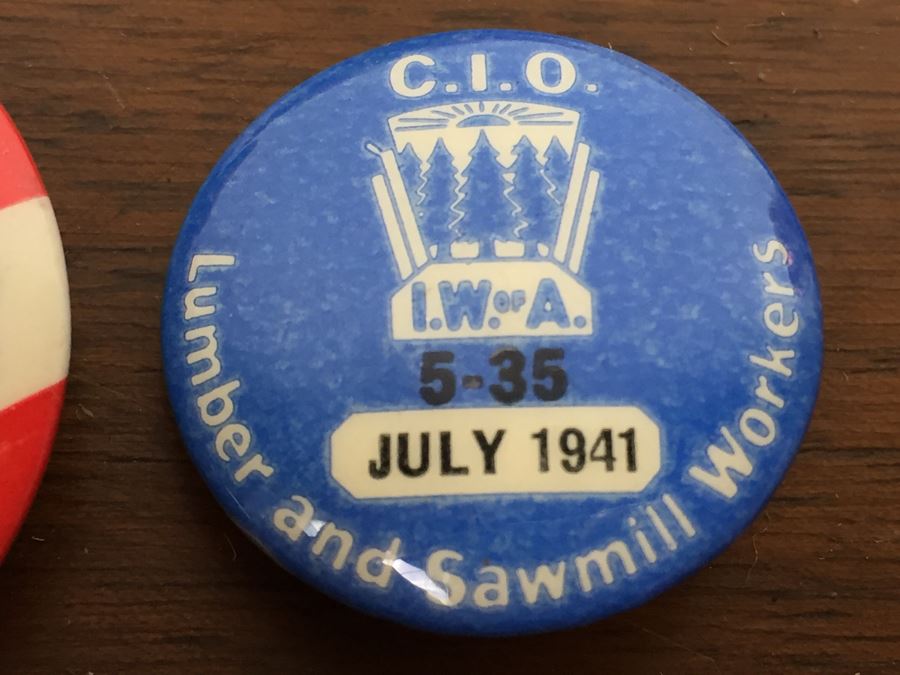 C.I.O.
I.W. OF A.
5-35
JULY 1941
Lumber and Sawmill Workers